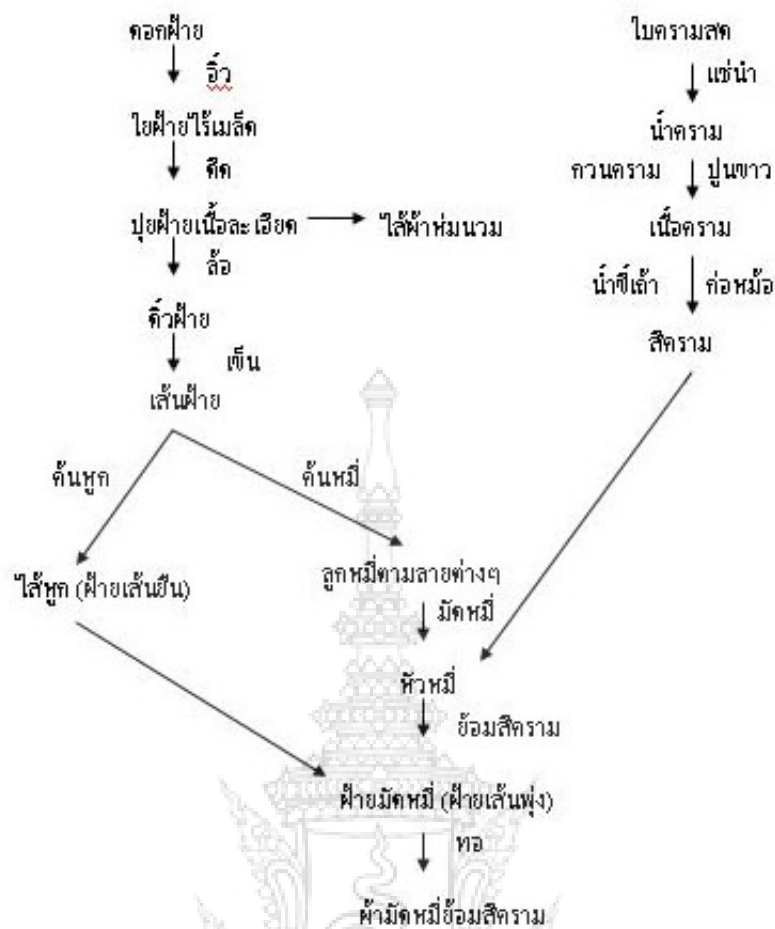 ดอกฝ้าย
อิ้ว
ใยฝ้ายไร้เมล็ด
ดีด
ปุยฝ้ายเนื้อละเอียด
ไส้ผ้าห่มนวม
ล้อ
ดิ้วฝ้าย
เข็น
เส้นฝ้าย
ค้นหูก
ค้นหมี่
ไส้หูก (ฝ้ายเส้นยืน)
ลูกหมี่ตามลายต่างๆ
มัดหมี่
หัวหมี่
ย้อมสีคราม
ฝ้ายมัดหมี่ (ฝ้ายเส้นพุ่ง)
ทอ
ผ้ามัดหมี่ย้อมสีคราม
ใบครามสด
แช่น้ำ
น้ำคราม
กวนคราม ปูนขาว
เนื้อคราม
น้ำขี้เถ้า ก่อหม้อ
สีคราม